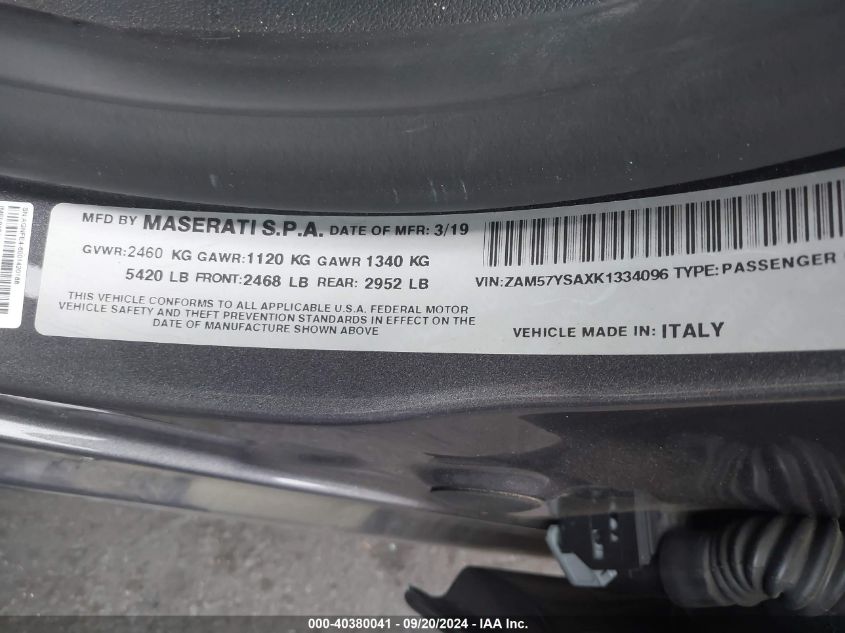 MFD BY MASERATI S.P.A. DATE OF MFR: 3/19
GVWR:2460 KG GAWR:1120 KG GAWR 1340 KG
5420 LB FRONT:2468 LB REAR: 2952 LB
THIS VEHICLE CONFORMS TO ALL APPLICABLE U.S.A. FEDERAL MOTOR
VEHICLE SAFETY AND THEFT PREVENTION STANDARDS IN EFFECT ON THE
DATE OF MANUFACTURE SHOWN ABOVE
VIN:ZAM57YSAXK1334096 TYPE:PASSENGER
VEHICLE MADE IN: ITALY
000-40380041 - 09/20/2024 - IAA Inc.